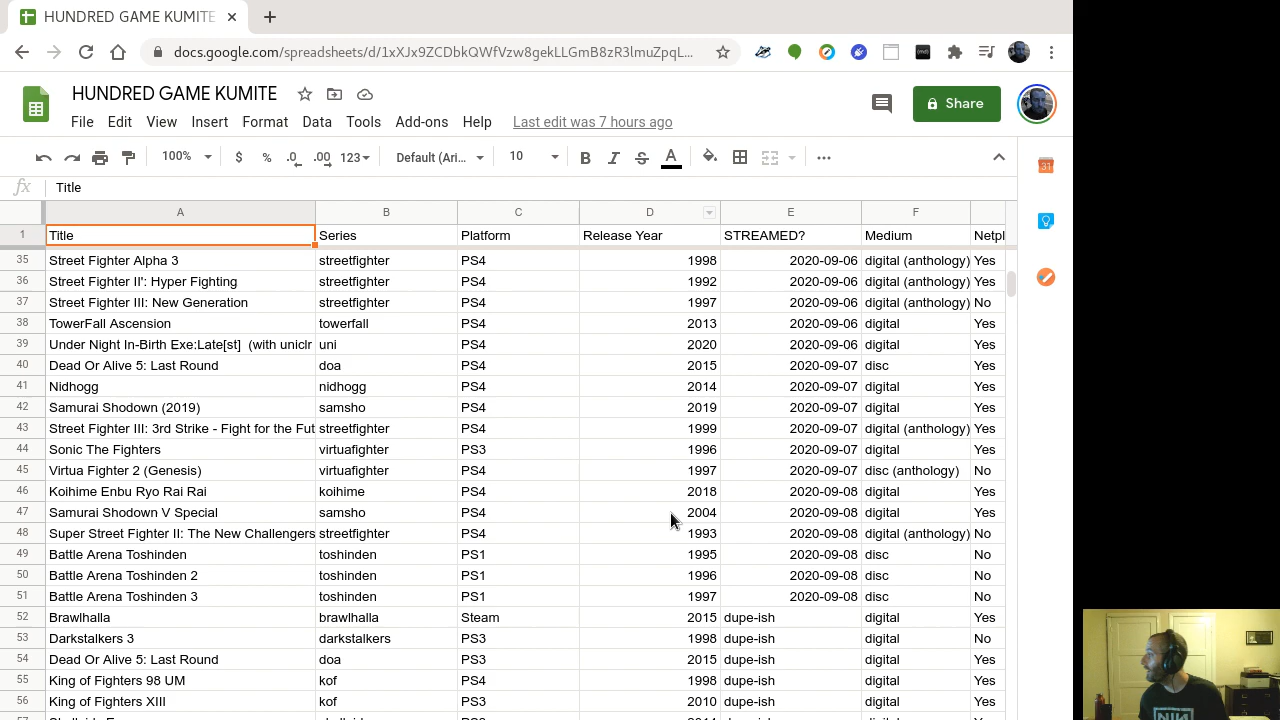 HUNDRED GAME KUMITE
docs.google.com/spreadsheets/d/1xXJx9ZCDbkQWfVzw8gekLLGmB8zR3lmuZpqL...
HUNDRED GAME KUMITE
Share
File Edit View Insert Format Data Tools Add-ons Help Last edit was 7 hours ago
100% $ % .0 .00 123 Default (Ari... 10 B I S A
31
fx Title
A B C D E F
1 Title Series Platform Release Year STREAMED? Medium Netpl
35 Street Fighter Alpha 3 streetfighter PS4 1998 2020-09-06 digital (anthology) Yes
36 Street Fighter II': Hyper Fighting streetfighter PS4 1992 2020-09-06 digital (anthology) Yes
37 Street Fighter III: New Generation streetfighter PS4 1997 2020-09-06 digital (anthology) No
38 TowerFall Ascension towerfall PS4 2013 2020-09-06 digital Yes
39 Under Night In-Birth Exe:Late[st] (with uniclr uni PS4 2020 2020-09-06 digital Yes
40 Dead Or Alive 5: Last Round doa PS4 2015 2020-09-07 disc Yes
41 Nidhogg nidhogg PS4 2014 2020-09-07 digital Yes
42 Samurai Shodown (2019) samsho PS4 2019 2020-09-07 digital Yes
43 Street Fighter III: 3rd Strike - Fight for the Fut streetfighter PS4 1999 2020-09-07 digital (anthology) Yes
44 Sonic The Fighters virtuafighter PS3 1996 2020-09-07 digital Yes
45 Virtua Fighter 2 (Genesis) virtuafighter PS4 1997 2020-09-07 disc (anthology) No
46 Koihime Enbu Ryo Rai Rai koihime PS4 2018 2020-09-08 digital Yes
47 Samurai Shodown V Special samsho PS4 2004 2020-09-08 digital Yes
48 Super Street Fighter II: The New Challengers streetfighter PS4 1993 2020-09-08 digital (anthology) No
49 Battle Arena Toshinden toshinden PS1 1995 2020-09-08 disc No
50 Battle Arena Toshinden 2 toshinden PS1 1996 2020-09-08 disc No
51 Battle Arena Toshinden 3 toshinden PS1 1997 2020-09-08 disc No
52 Brawlhalla brawlhalla Steam 2015 dupe-ish digital Yes
53 Darkstalkers 3 darkstalkers PS3 1998 dupe-ish digital No
54 Dead Or Alive 5: Last Round doa PS3 2015 dupe-ish digital Yes
55 King of Fighters 98 UM kof PS4 1998 dupe-ish digital Yes
56 King of Fighters XIII kof PS3 2010 dupe-ish digital Yes